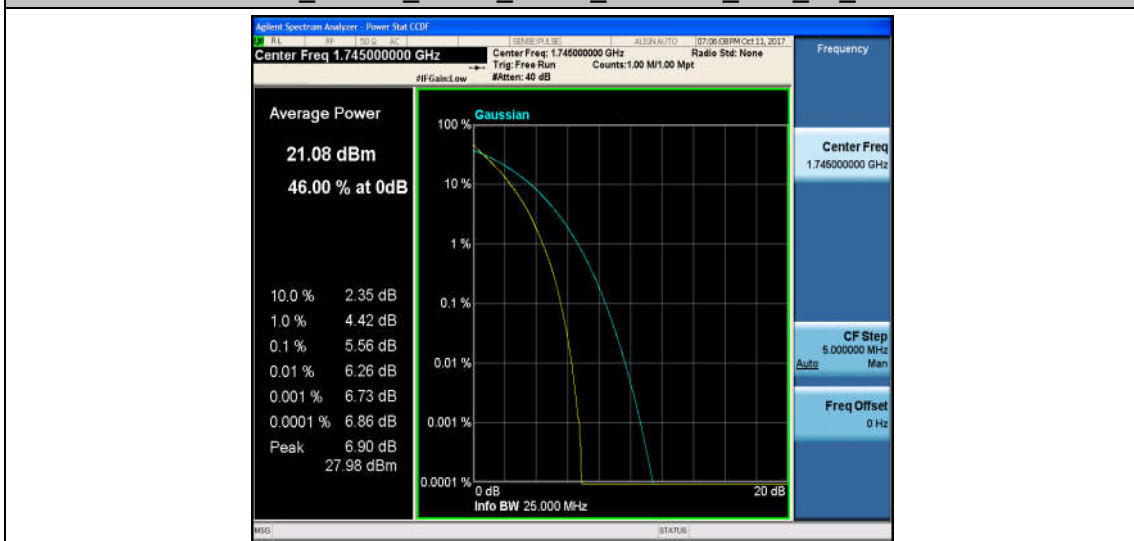 Agilent Spectrum Analyzer - Power Stat CCDF
RL RF 50 Ω AC SENSE:PULSE ALIGN AUTO 07:06:08 PM Oct 11, 2017
Center Freq 1.745000000 GHz
Center Freq: 1.745000000 GHz Radio Std: None
Trig: Free Run Counts:1.00 M/1.00 Mpt
#IFGain:Low #Atten: 40 dB
Frequency
Average Power
21.08 dBm
46.00 % at 0dB
10.0 % 2.35 dB
1.0 % 4.42 dB
0.1 % 5.56 dB
0.01 % 6.26 dB
0.001 % 6.73 dB
0.0001 % 6.86 dB
Peak 6.90 dB
27.98 dBm
Gaussian
100 %
10 %
1 %
0.1 %
0.01 %
0.001 %
0.0001 %
0 dB 20 dB
Info BW 25.000 MHz
Center Freq
1.745000000 GHz
CF Step
5.000000 MHz
Auto Man
Freq Offset
0 Hz
MSG STATUS